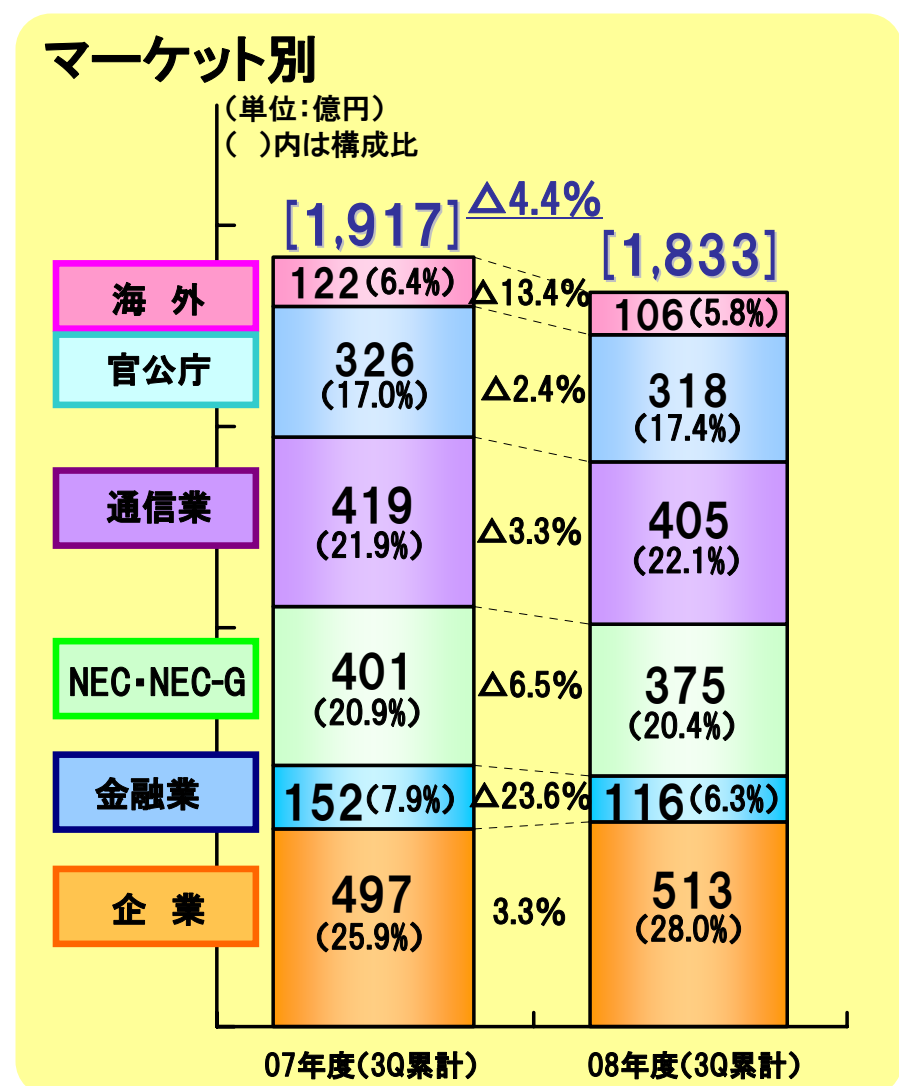 マーケット別
(単位:億円)
( )内は構成比
[1,917]
△4.4%
[1,833]
海 外
122(6.4%)
△13.4%
106(5.8%)
官公庁
326
(17.0%)
△2.4%
318
(17.4%)
通信業
419
(21.9%)
△3.3%
405
(22.1%)
NEC・NEC-G
401
(20.9%)
△6.5%
375
(20.4%)
金融業
152(7.9%)
△23.6%
116(6.3%)
企 業
497
(25.9%)
3.3%
513
(28.0%)
07年度(3Q累計)
08年度(3Q累計)